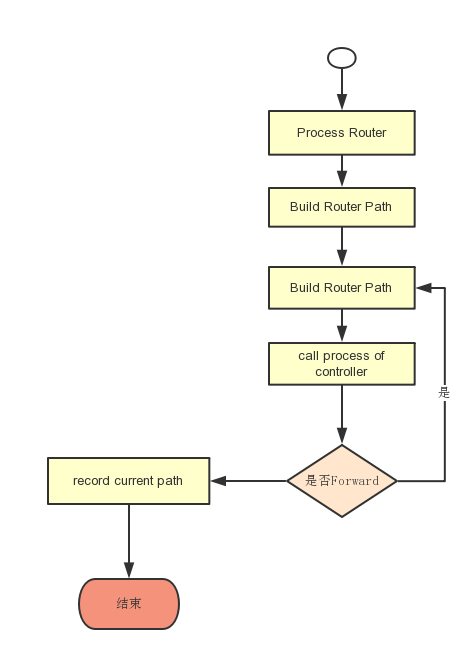 Process Router
Build Router Path
Build Router Path
call process of
controller
是
是否Forward
record current path
结束